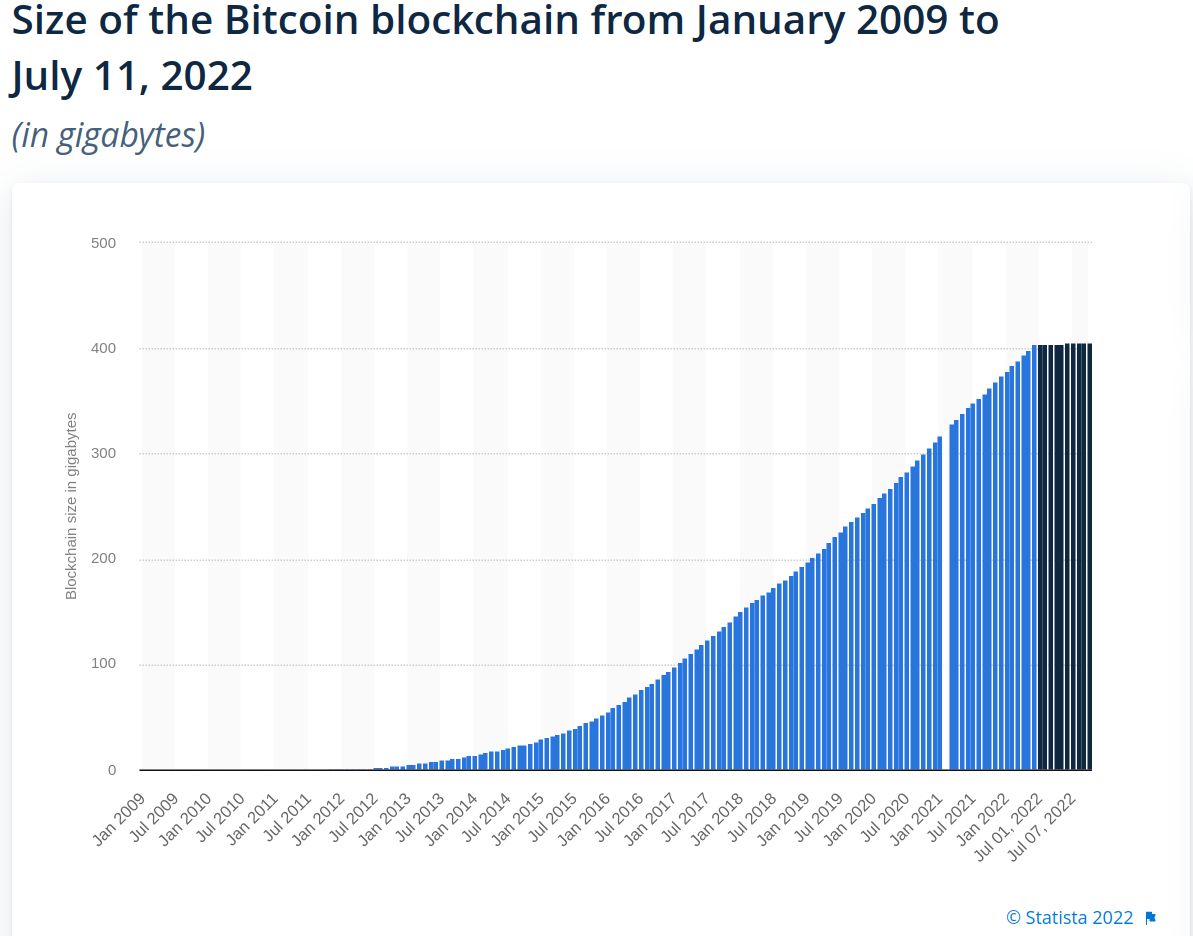 Size of the Bitcoin blockchain from January 2009 to
July 11, 2022
(in gigabytes)
500
400
300
200
100
0
Blockchain size in gigabytes
Jan 2009
Jul 2009
Jan 2010
Jul 2010
Jan 2011
Jul 2011
Jan 2012
Jul 2012
Jan 2013
Jul 2013
Jan 2014
Jul 2014
Jan 2015
Jul 2015
Jan 2016
Jul 2016
Jan 2017
Jul 2017
Jan 2018
Jul 2018
Jan 2019
Jul 2019
Jan 2020
Jul 2020
Jan 2021
Jul 2021
Jan 2022
Jul 01, 2022
Jul 07, 2022
© Statista 2022